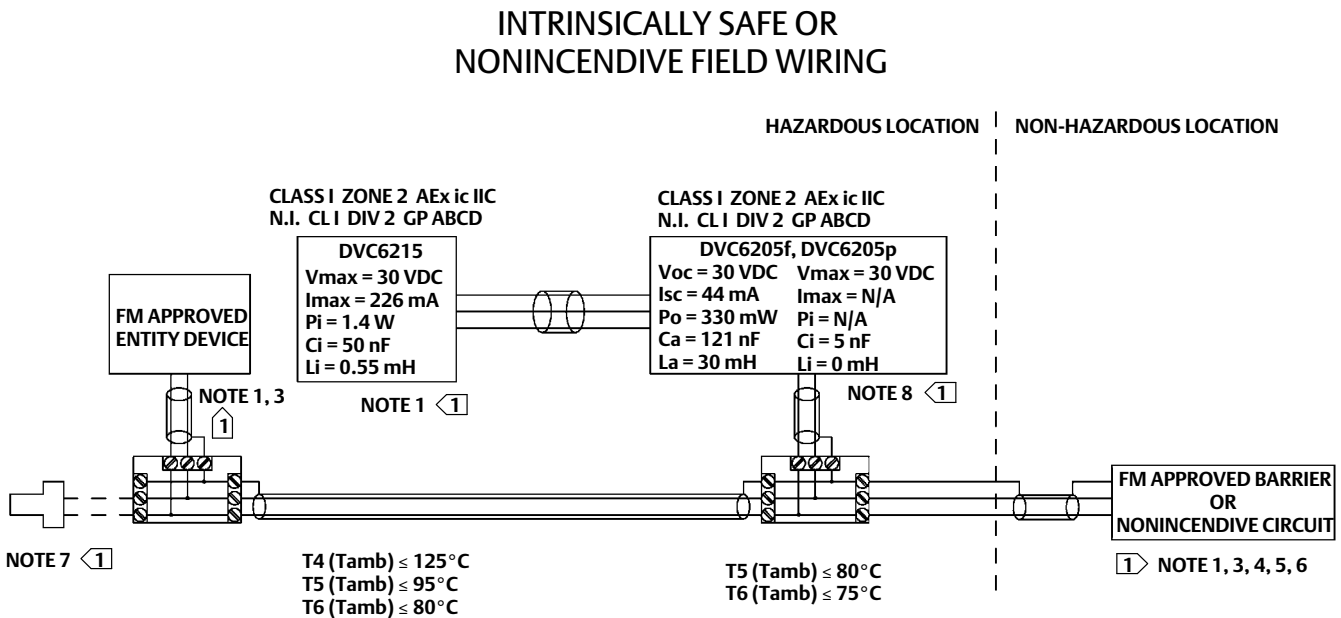 INTRINSICALLY SAFE OR
NONINCENDIVE FIELD WIRING
HAZARDOUS LOCATION
NON-HAZARDOUS LOCATION
CLASS I ZONE 2 AEx ic IIC
N.I. CL I DIV 2 GP ABCD
DVC6215
Vmax = 30 VDC
Imax = 226 mA
Pi = 1.4 W
Ci = 50 nF
Li = 0.55 mH
NOTE 1 1
CLASS I ZONE 2 AEx ic IIC
N.I. CL I DIV 2 GP ABCD
DVC6205f, DVC6205p
Voc = 30 VDC Vmax = 30 VDC
Isc = 44 mA Imax = N/A
Po = 330 mW Pi = N/A
Ca = 121 nF Ci = 5 nF
La = 30 mH Li = 0 mH
NOTE 8 1
FM APPROVED
ENTITY DEVICE
NOTE 1, 3
1
FM APPROVED BARRIER
OR
NONINCENDIVE CIRCUIT
1 NOTE 1, 3, 4, 5, 6
NOTE 7 1
T4 (Tamb) ≤ 125°C
T5 (Tamb) ≤ 95°C
T6 (Tamb) ≤ 80°C
T5 (Tamb) ≤ 80°C
T6 (Tamb) ≤ 75°C